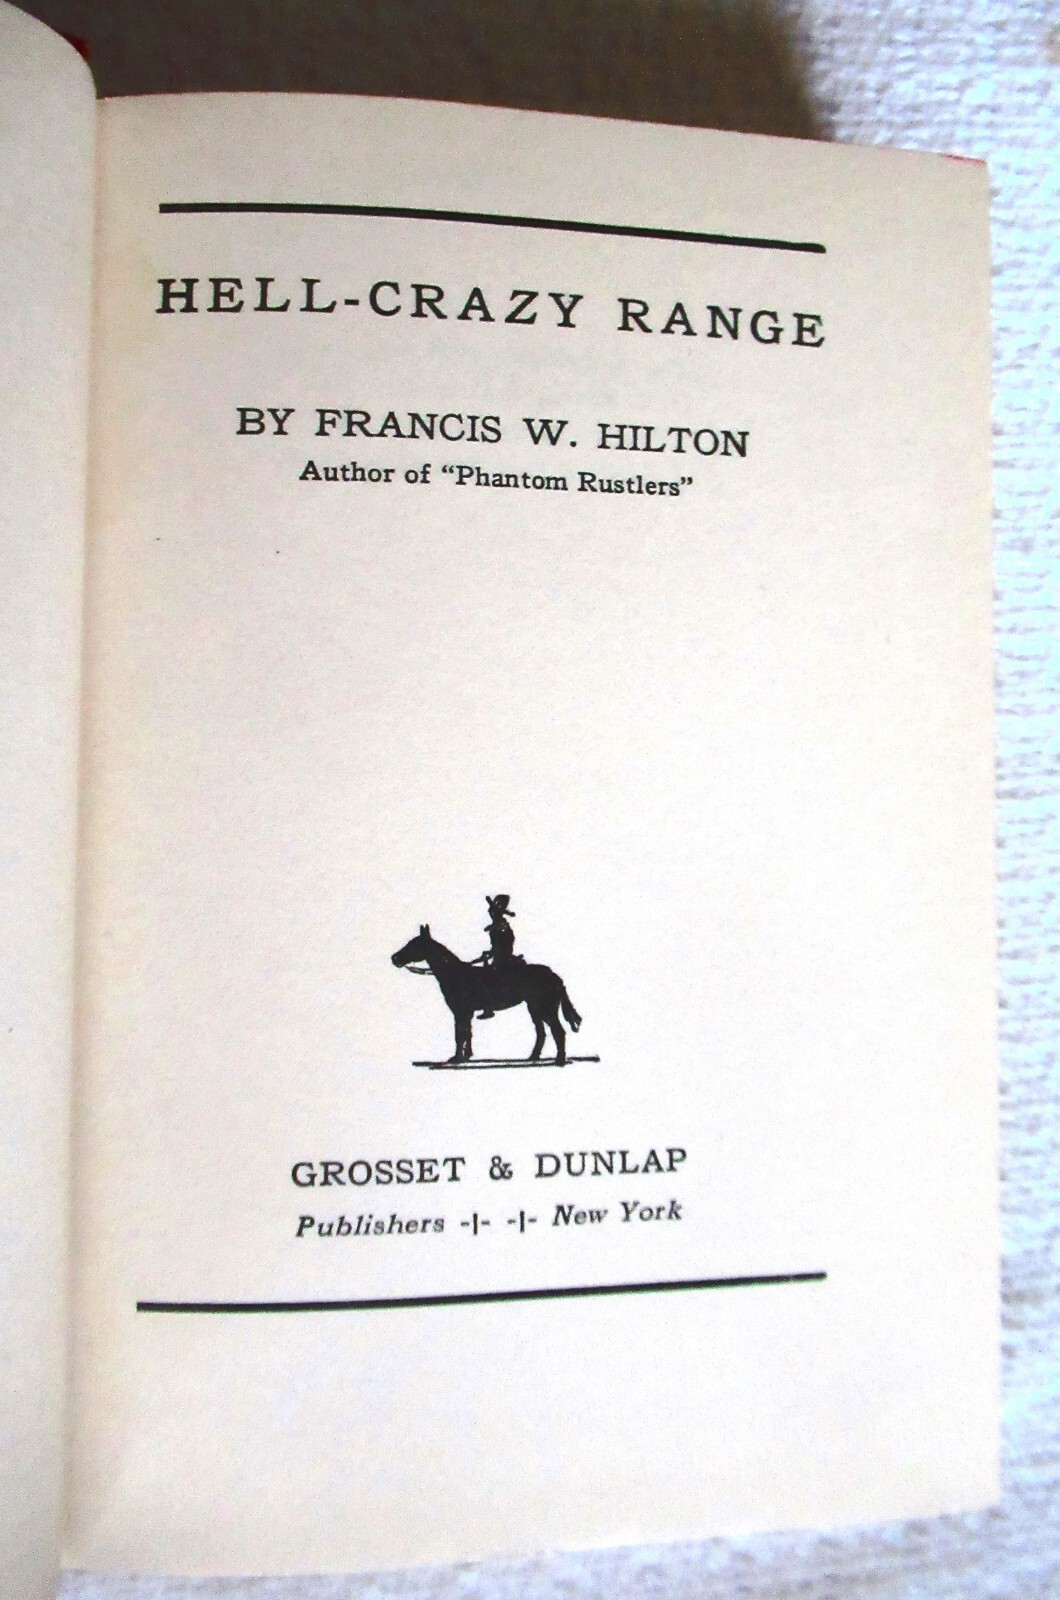 HELL-CRAZY RANGE
BY FRANCIS W. HILTON
Author of “Phantom Rustlers”
GROSSET & DUNLAP
Publishers -|- -|- New York